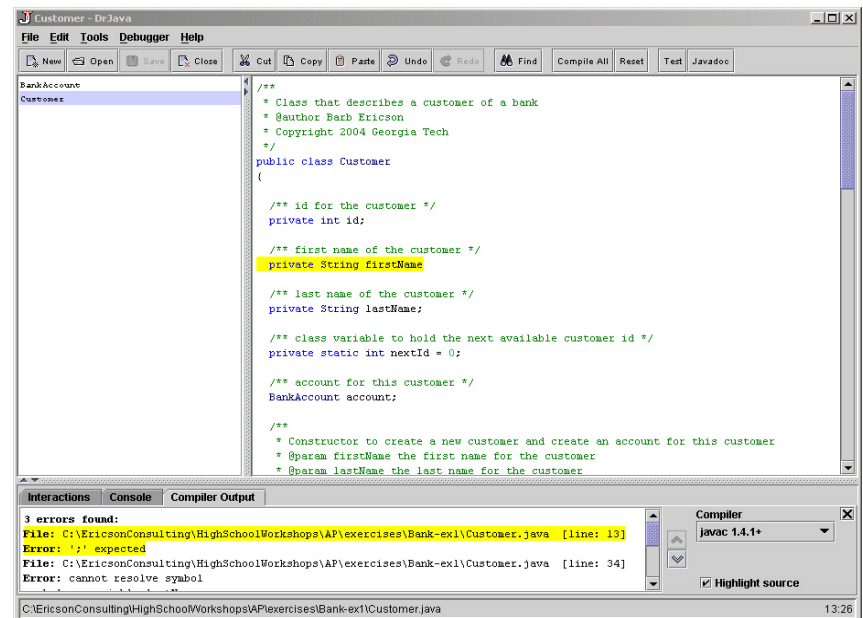 Customer - DrJava
File Edit Tools Debugger Help
New Open Save Close Cut Copy Paste Undo Redo Find Compile All Reset Test Javadoc
BankAccount
Customer
/**
* Class that describes a customer of a bank
* @author Barb Ericson
* Copyright 2004 Georgia Tech
*/
public class Customer
{
/** id for the customer */
private int id;
/** first name of the customer */
private String firstName
/** last name of the customer */
private String lastName;
/** class variable to hold the next available customer id */
private static int nextId = 0;
/** account for this customer */
BankAccount account;
/**
* Constructor to create a new customer and create an account for this customer
* @param firstName the first name for the customer
* @param lastName the last name for the customer
Interactions Console Compiler Output
3 errors found:
File: C:\EricsonConsulting\HighSchoolWorkshops\AP\exercises\Bank-ex1\Customer.java [line: 13]
Error: ';' expected
File: C:\EricsonConsulting\HighSchoolWorkshops\AP\exercises\Bank-ex1\Customer.java [line: 34]
Error: cannot resolve symbol
Compiler
javac 1.4.1+
Highlight source
C:\EricsonConsulting\HighSchoolWorkshops\AP\exercises\Bank-ex1\Customer.java 13:26